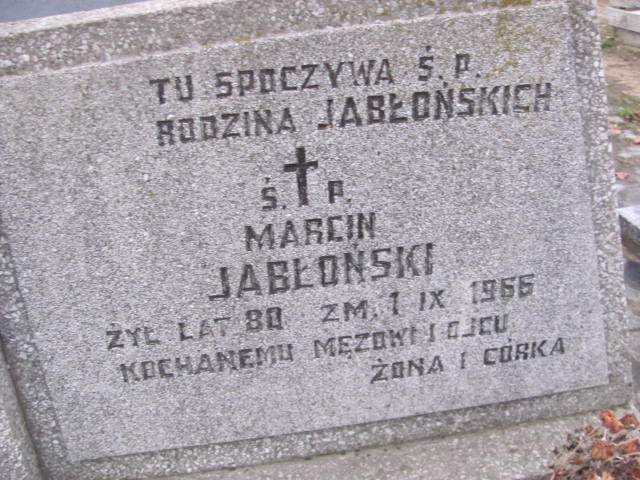 TU SPOCZYWA Ś.P.
RODZINA JABŁOŃSKICH
Ś. P.
MARCIN
JABŁOŃSKI
ŻYŁ LAT 80 ZM. 1 IX 1966
KOCHANEMU MĘŻOWI I OJCU
ŻONA I CÓRKA